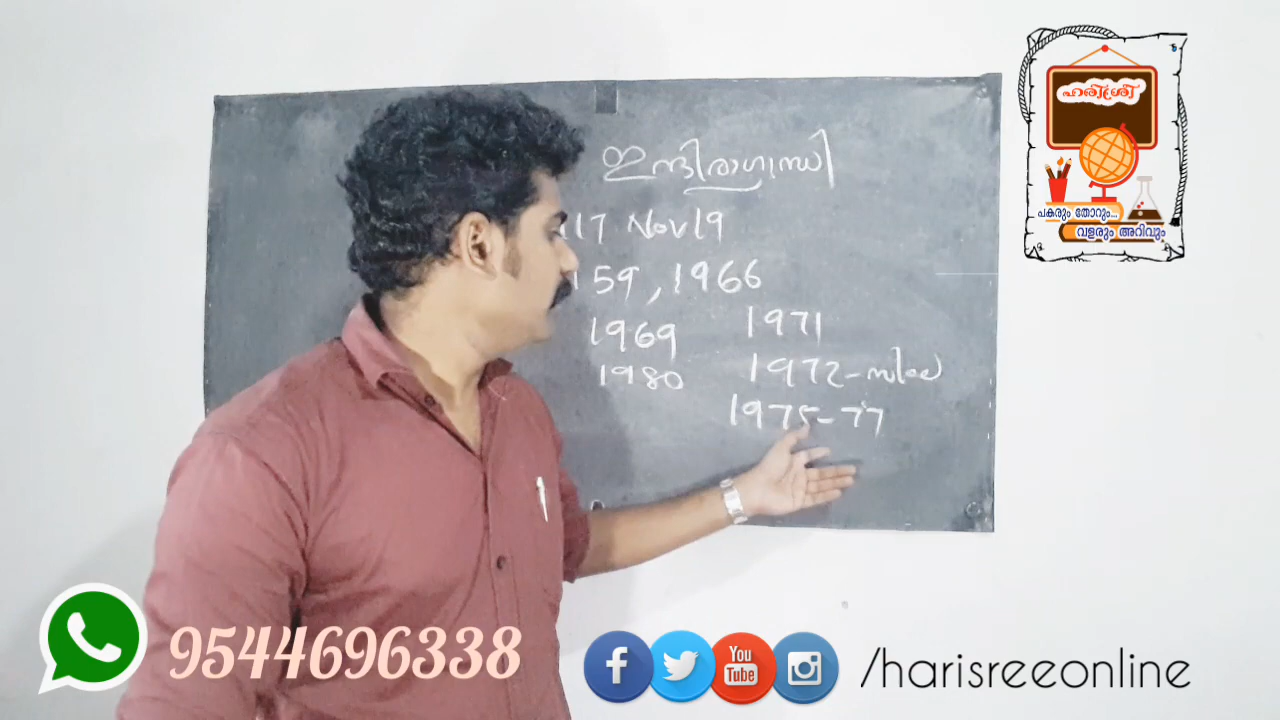 ഇന്ദിരാഗാന്ധി
17 Nov 19
59, 1966
1969
1971
1980
1972-സിംല
1975-77
ഹരിശ്രീ
പകരും തോറും...
വളരും അറിവും
9544696338
f
You
Tube
/harisreeonline